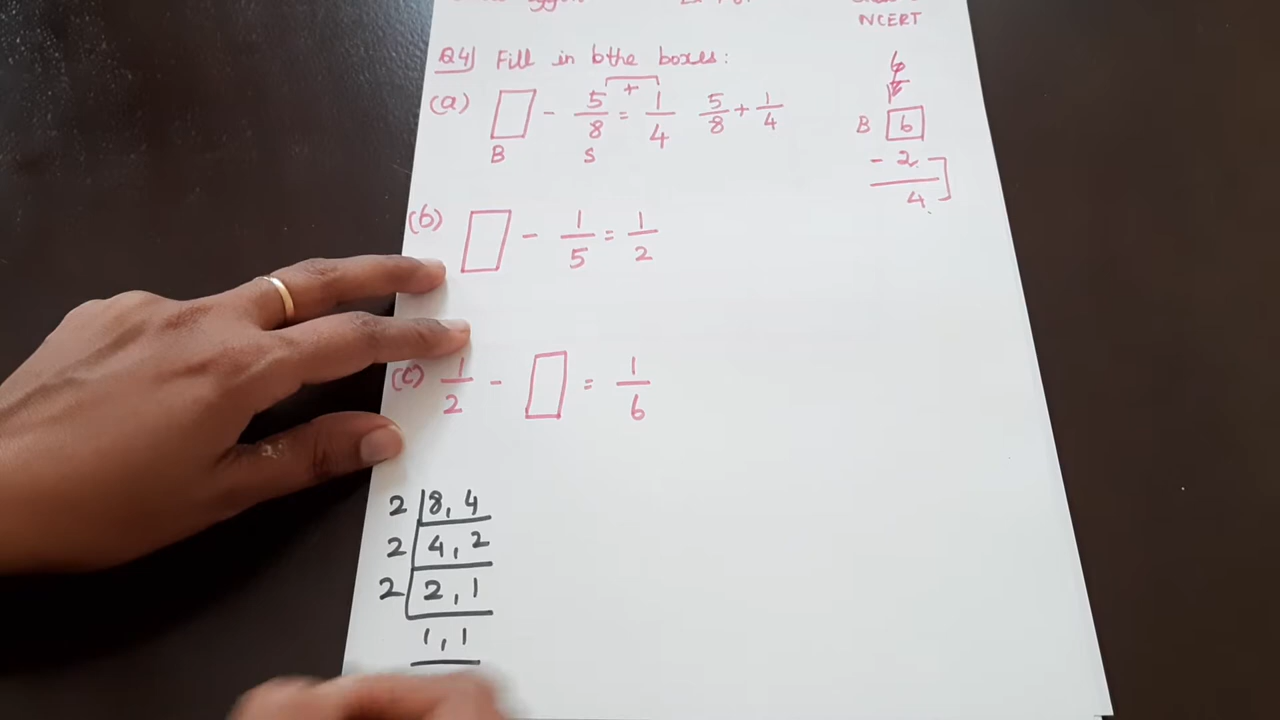 NCERT
Q4) Fill in the boxes:
(a) □ - 5/8 = 1/4 5/8 + 1/4
+
B S
B 6
- 2
4
(b) □ - 1/5 = 1/2
(c) 1/2 - □ = 1/6
2 | 8, 4
2 | 4, 2
2 | 2, 1
1, 1